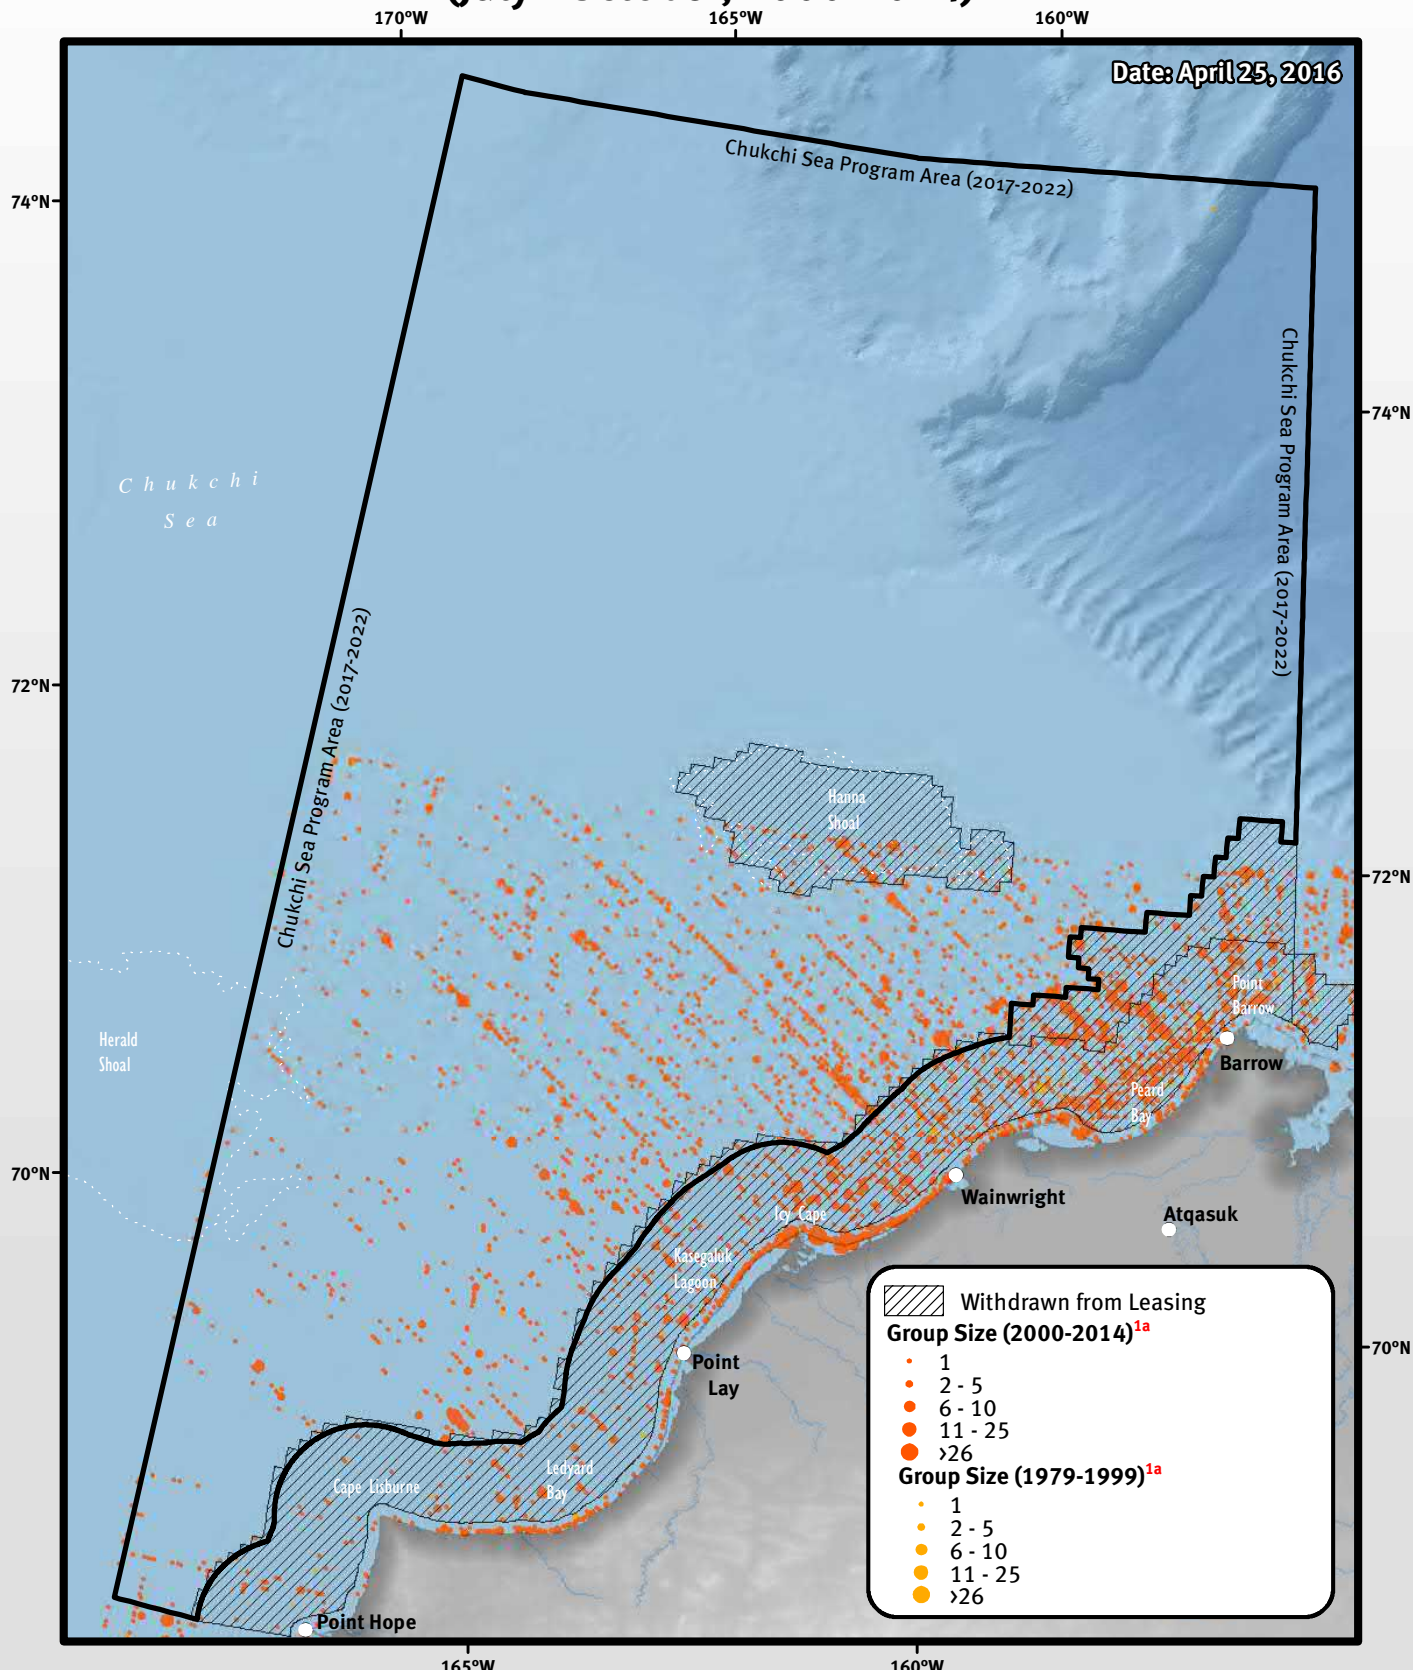 170°W
165°W
160°W
Date: April 25, 2016
Chukchi Sea Program Area (2017-2022)
74°N
Chukchi Sea Program Area (2017-2022)
74°N
Chukchi
Sea
Chukchi Sea Program Area (2017-2022)
72°N
Hanna
Shoal
72°N
Point
Barrow
Herald
Shoal
Barrow
Peard
Bay
70°N
Wainwright
Icy Cape
Atqasuk
Kasegaluk
Lagoon
Point
Lay
70°N
Cape Lisburne
Ledyard
Bay
Point Hope
Withdrawn from Leasing
Group Size (2000-2014)1a
1
2 - 5
6 - 10
11 - 25
>26
Group Size (1979-1999)1a
1
2 - 5
6 - 10
11 - 25
>26
165°W
160°W